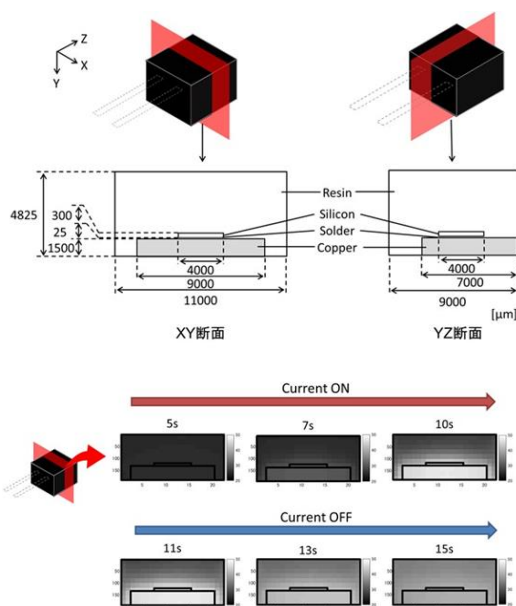 Z
X
Y
Resin
Silicon
Solder
Copper
4825
300
25
1500
4000
9000
11000
4000
7000
9000
[μm]
XY断面
YZ断面
Current ON
5s
7s
10s
Current OFF
11s
13s
15s